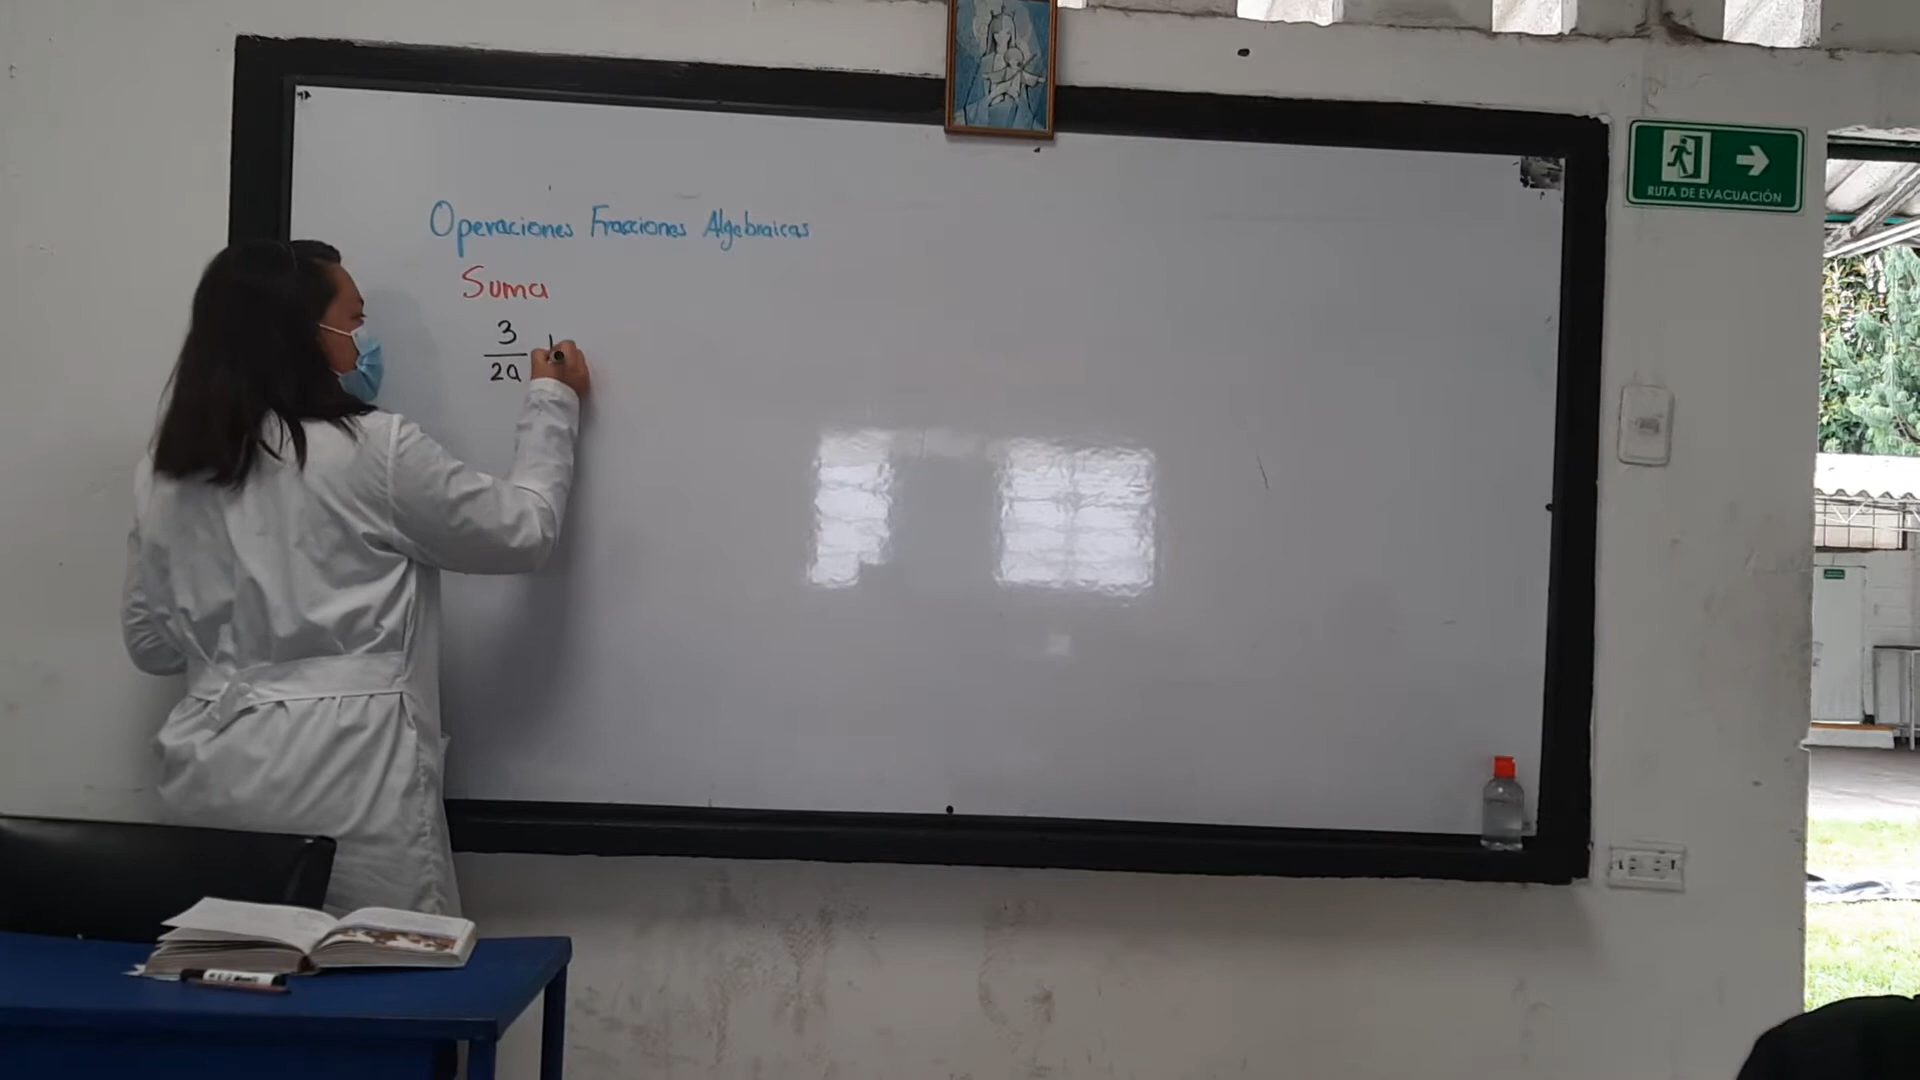 Operaciones Fracciones Algebraicas
Suma
3
2a
RUTA DE EVACUACIÓN